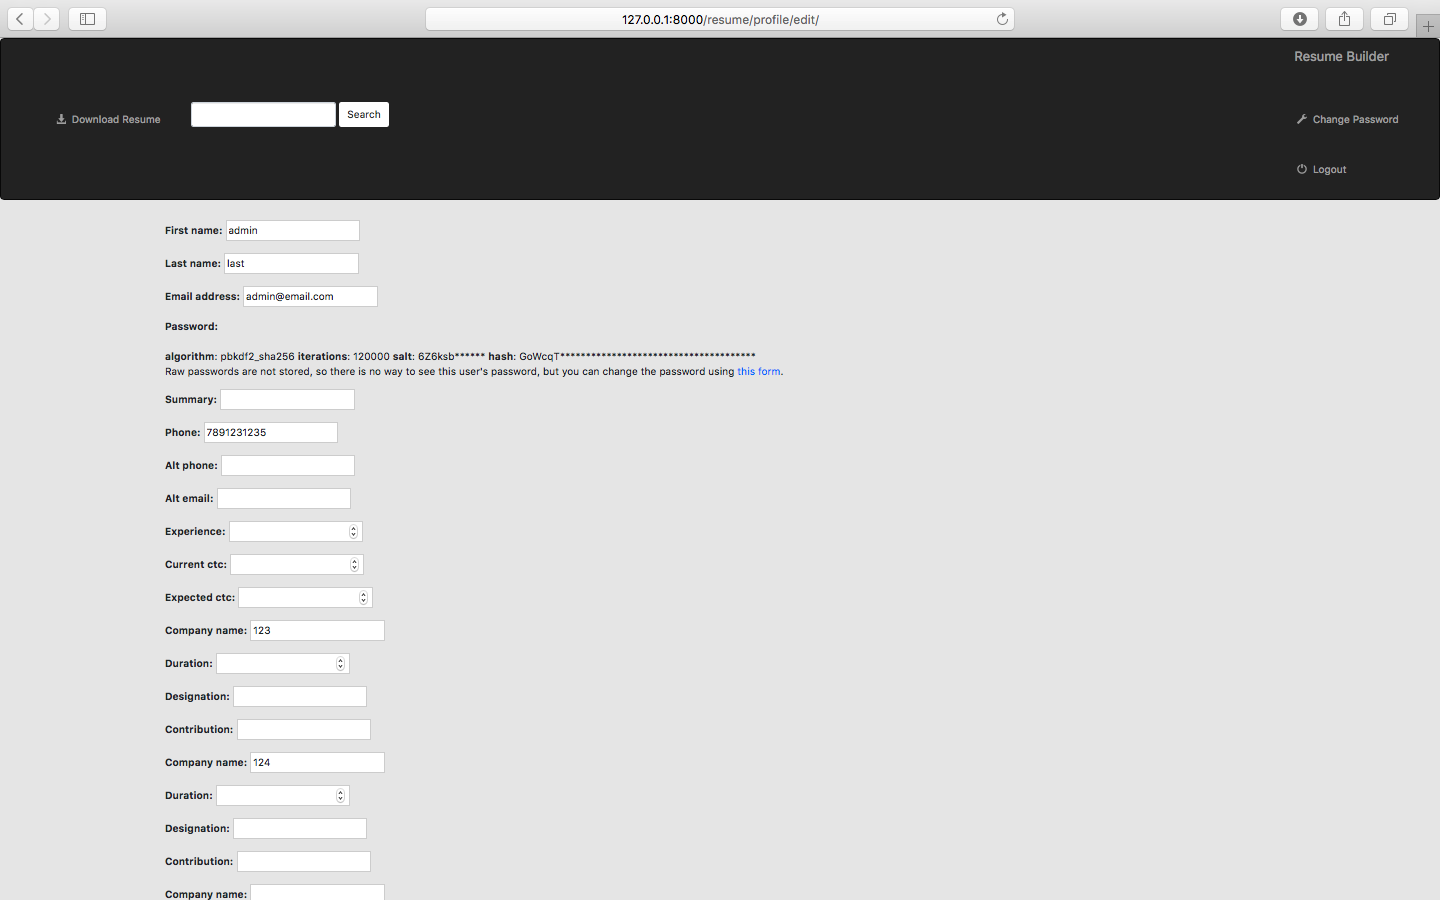 127.0.0.1:8000/resume/profile/edit/
Resume Builder
Download Resume
Search
Change Password
Logout
First name: admin
Last name: last
Email address: admin@email.com
Password:
algorithm: pbkdf2_sha256 iterations: 120000 salt: 6Z6ksb****** hash: GoWcqT**************************************
Raw passwords are not stored, so there is no way to see this user's password, but you can change the password using this form.
Summary:
Phone: 7891231235
Alt phone:
Alt email:
Experience:
Current ctc:
Expected ctc:
Company name: 123
Duration:
Designation:
Contribution:
Company name: 124
Duration:
Designation:
Contribution:
Company name: